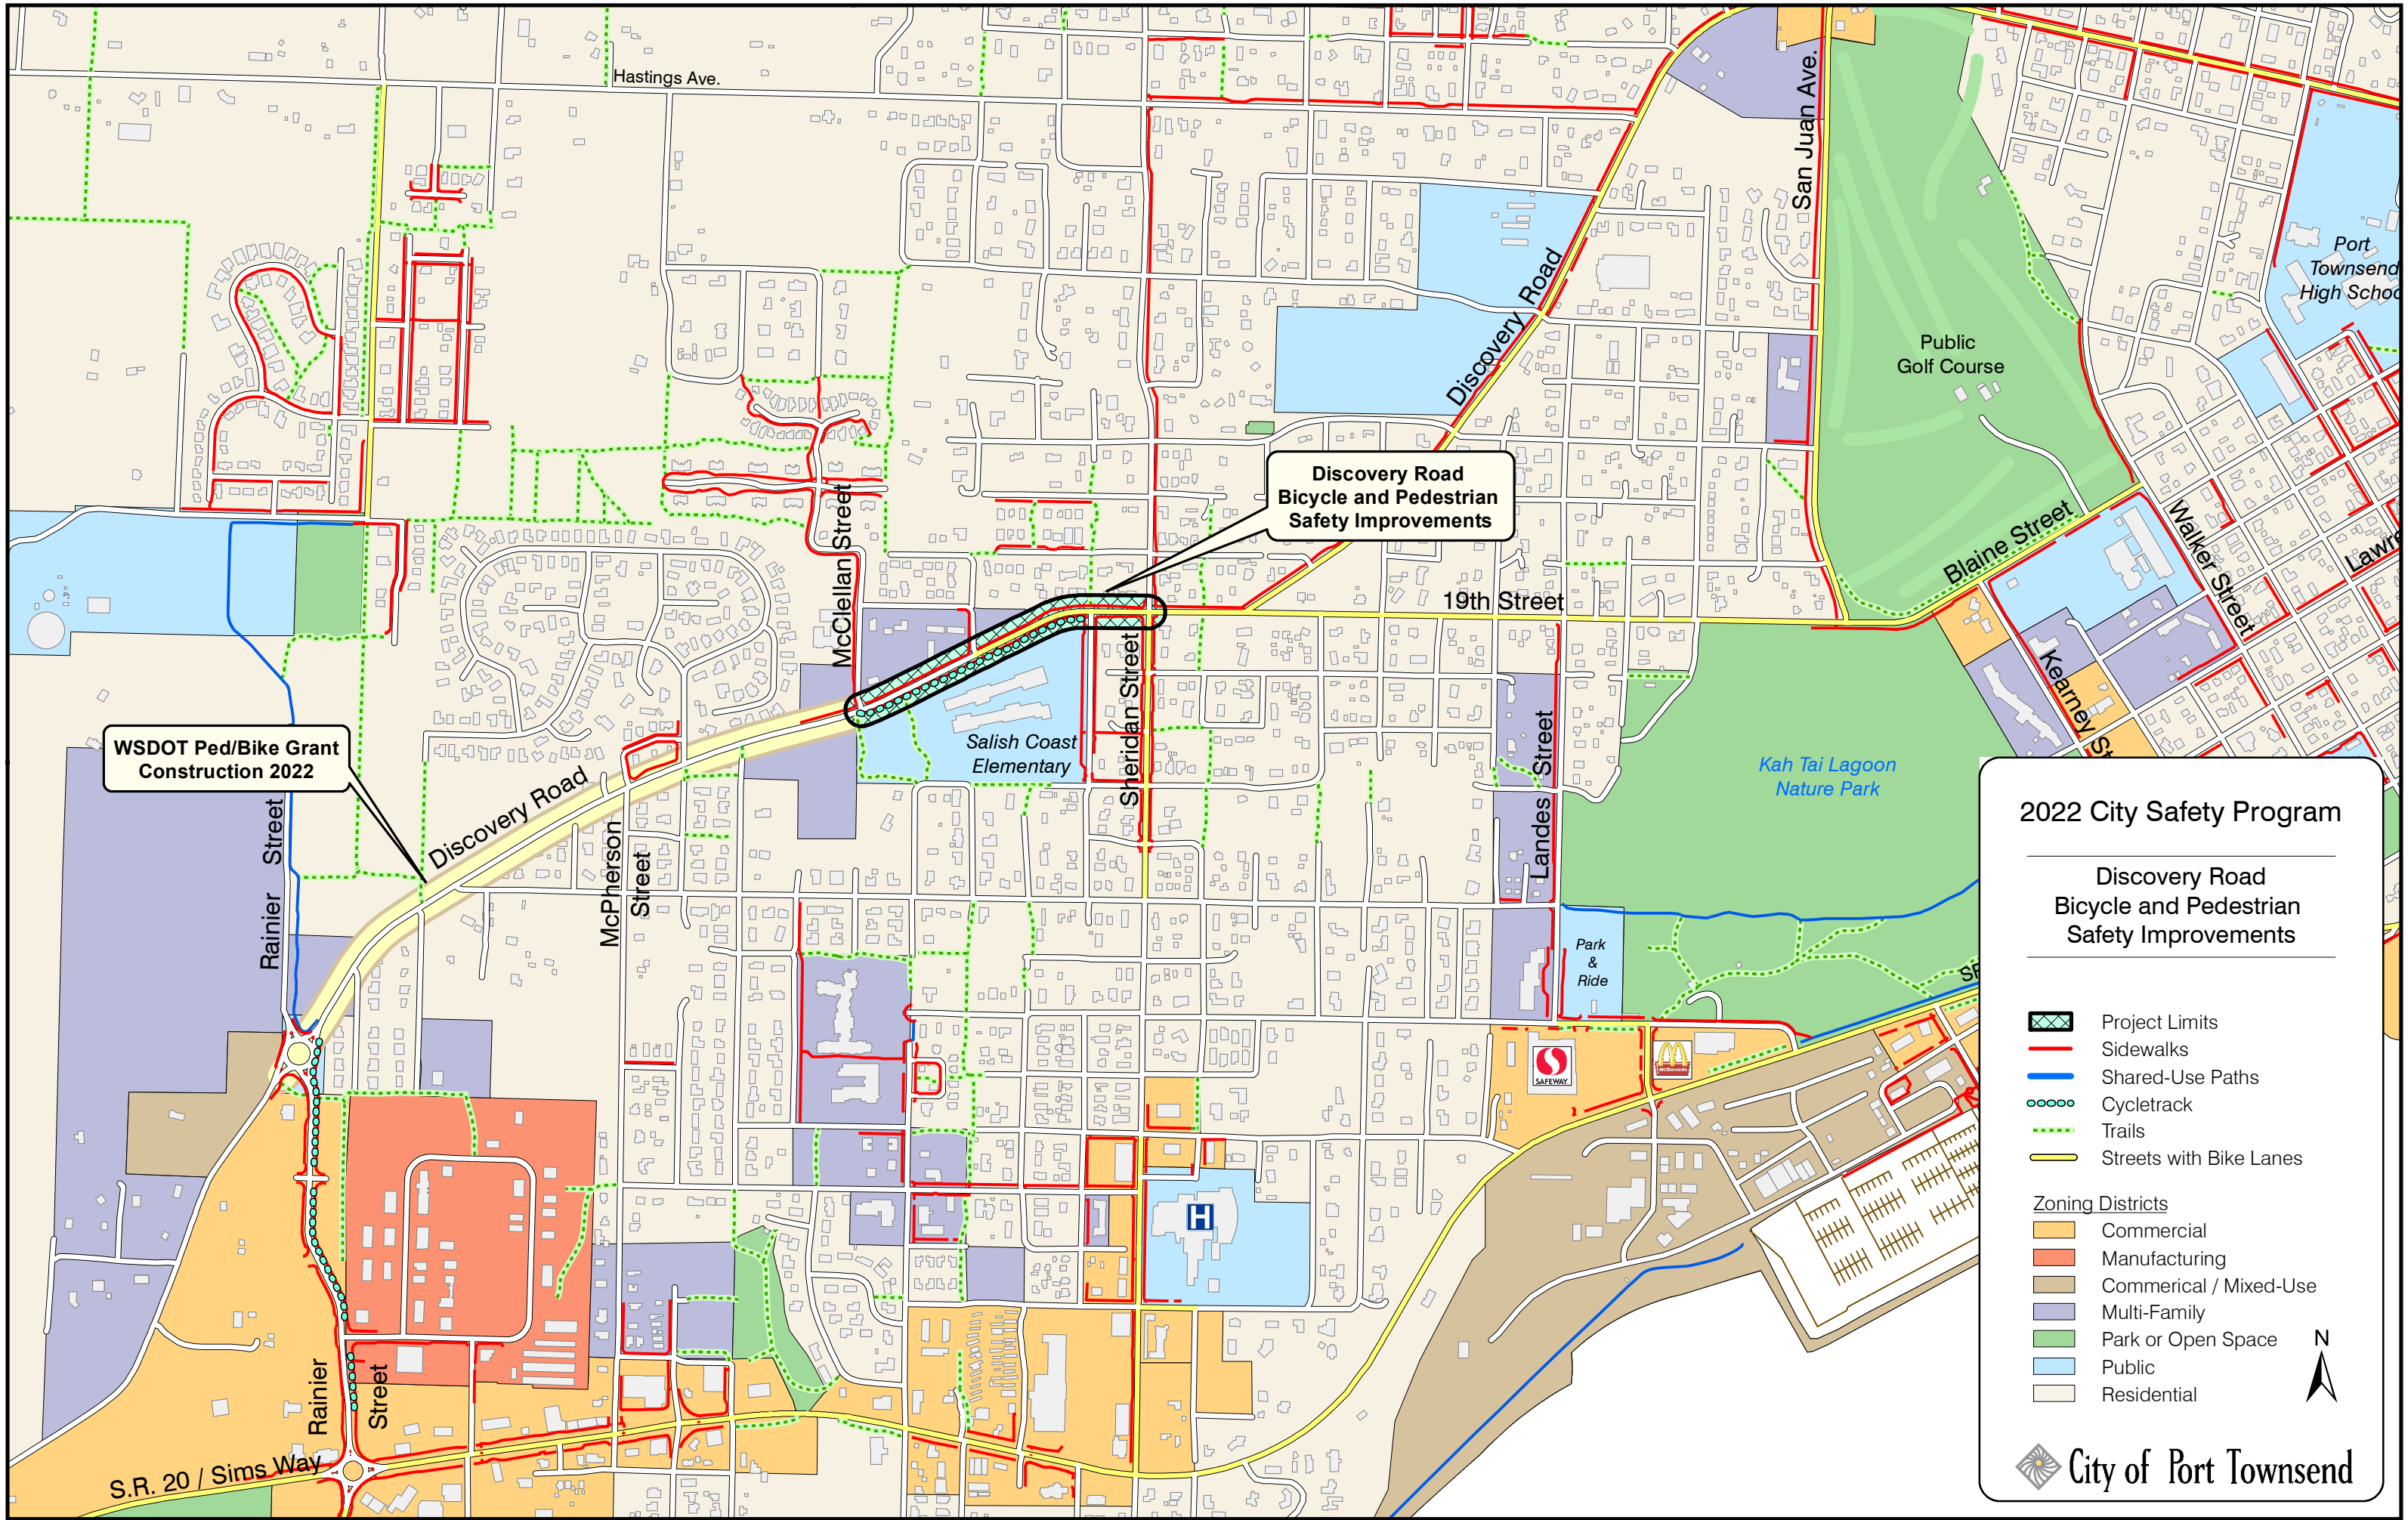 Hastings Ave.
San Juan Ave.
Port
Townsend
High Schoo
Discovery Road
Public
Golf Course
Discovery Road
Bicycle and Pedestrian
Safety Improvements
McClellan Street
19th Street
Blaine Street
Walker Street
Lawre
Kearney St
Sheridan Street
Salish Coast
Elementary
Landes Street
Kah Tai Lagoon
Nature Park
WSDOT Ped/Bike Grant
Construction 2022
Discovery Road
McPherson
Street
Rainier Street
Park
&
Ride
SAFEWAY
McDonald's
H
Rainier
Street
S.R. 20 / Sims Way
2022 City Safety Program
Discovery Road
Bicycle and Pedestrian
Safety Improvements
Project Limits
Sidewalks
Shared-Use Paths
Cycletrack
Trails
Streets with Bike Lanes
Zoning Districts
Commercial
Manufacturing
Commerical / Mixed-Use
Multi-Family
Park or Open Space
Public
Residential
N
City of Port Townsend